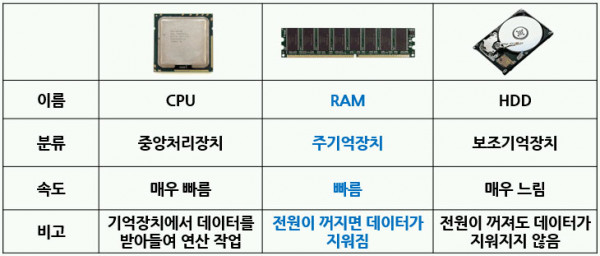 이름 CPU RAM HDD
분류 중앙처리장치 주기억장치 보조기억장치
속도 매우 빠름 빠름 매우 느림
비고 기억장치에서 데이터를 받아들여 연산 작업 전원이 꺼지면 데이터가 지워짐 전원이 꺼져도 데이터가 지워지지 않음